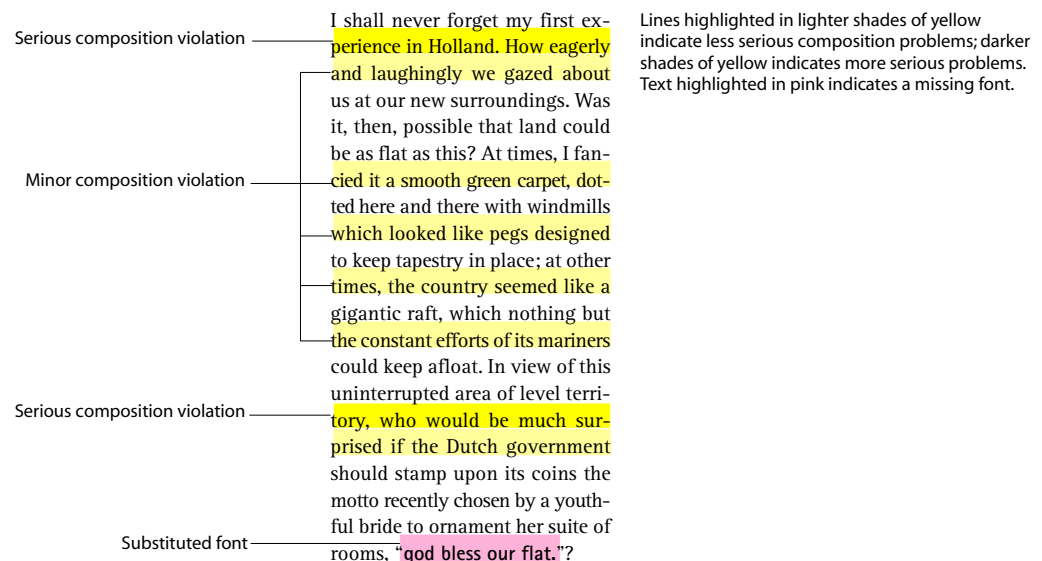 Serious composition violation
Minor composition violation
Serious composition violation
Substituted font
I shall never forget my first ex-
perience in Holland. How eagerly
and laughingly we gazed about
us at our new surroundings. Was
it, then, possible that land could
be as flat as this? At times, I fan-
cied it a smooth green carpet, dot-
ted here and there with windmills
which looked like pegs designed
to keep tapestry in place; at other
times, the country seemed like a
gigantic raft, which nothing but
the constant efforts of its mariners
could keep afloat. In view of this
uninterrupted area of level terri-
tory, who would be much sur-
prised if the Dutch government
should stamp upon its coins the
motto recently chosen by a youth-
ful bride to ornament her suite of
rooms, “god bless our flat.”?
Lines highlighted in lighter shades of yellow
indicate less serious composition problems; darker
shades of yellow indicates more serious problems.
Text highlighted in pink indicates a missing font.